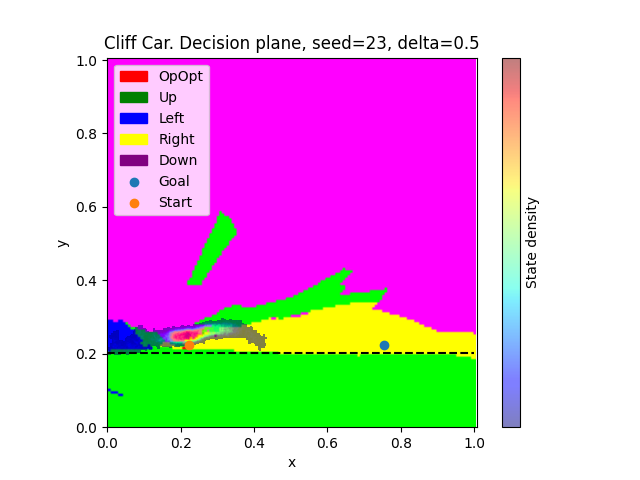 Cliff Car. Decision plane, seed=23, delta=0.5
1.0
0.8
0.6
0.4
0.2
0.0
y
OpOpt
Up
Left
Right
Down
Goal
Start
0.0
0.2
0.4
0.6
0.8
1.0
x
State density